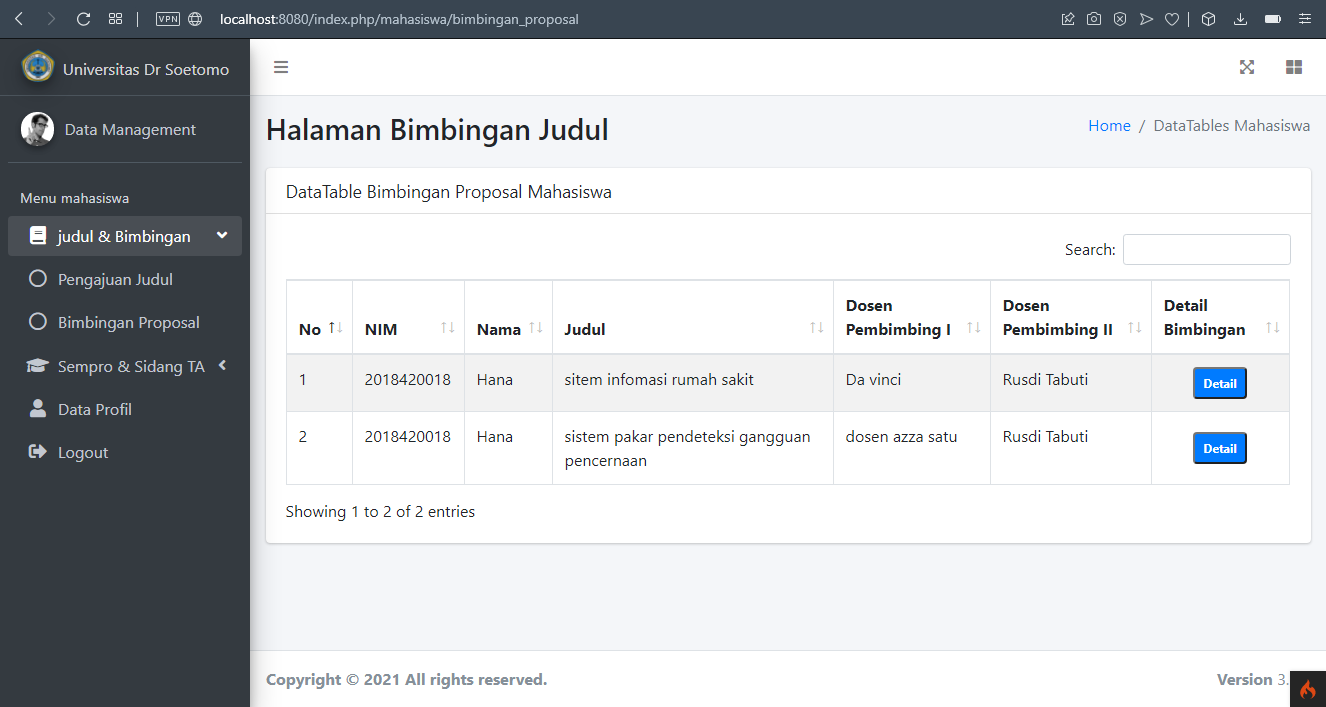 VPN localhost:8080/index.php/mahasiswa/bimbingan_proposal
Universitas Dr Soetomo
Data Management
Menu mahasiswa
judul & Bimbingan
Pengajuan Judul
Bimbingan Proposal
Sempro & Sidang TA
Data Profil
Logout
Halaman Bimbingan Judul
Home / DataTables Mahasiswa
DataTable Bimbingan Proposal Mahasiswa
Search:
No NIM Nama Judul Dosen Pembimbing I Dosen Pembimbing II Detail Bimbingan
1 2018420018 Hana sitem infomasi rumah sakit Da vinci Rusdi Tabuti Detail
2 2018420018 Hana sistem pakar pendeteksi gangguan pencernaan dosen azza satu Rusdi Tabuti Detail
Showing 1 to 2 of 2 entries
Copyright © 2021 All rights reserved.
Version 3.